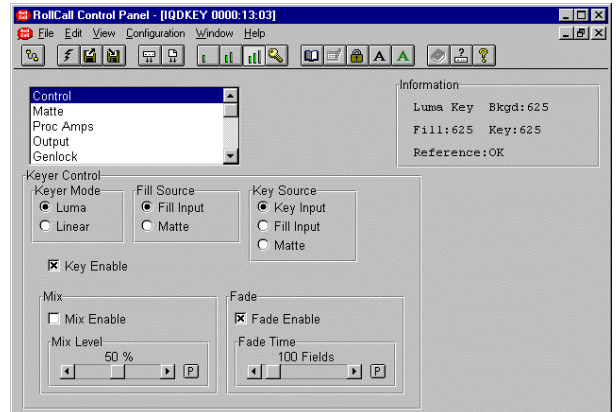 RollCall Control Panel - [IQDKEY 0000:13:03]
File Edit View Configuration Window Help
A A ? ?
Control
Matte
Proc Amps
Output
Genlock
Information
Luma Key Bkgd:625
Fill:625 Key:625
Reference:OK
Keyer Control
Keyer Mode
Luma
Linear
Fill Source
Fill Input
Matte
Key Source
Key Input
Fill Input
Matte
Key Enable
Mix
Mix Enable
Mix Level
50 %
P
Fade
Fade Enable
Fade Time
100 Fields
P